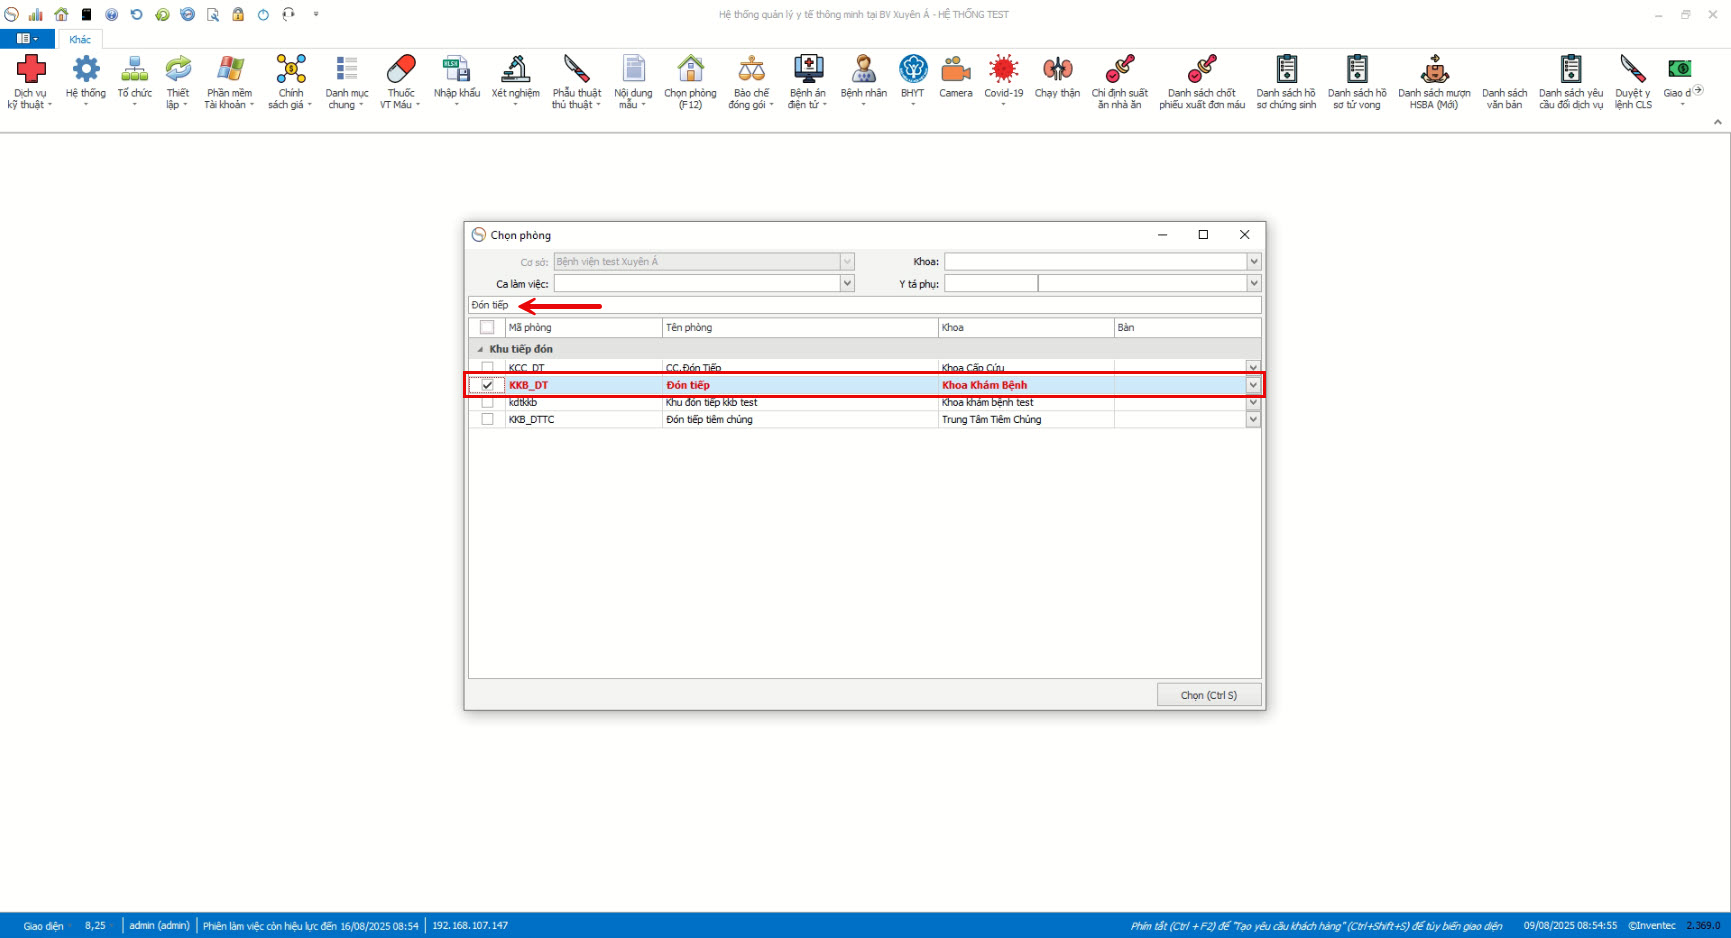 Hệ thống quản lý y tế thông minh tại BV Xuyên Á - HỆ THỐNG TEST
Khác
Dịch vụ kỹ thuật
Hệ thống
Tổ chức
Thiết lập
Phần mềm Tài khoản
Chính sách giá
Danh mục chung
Thuốc VT Máu
XLSX
Nhập khẩu
Xét nghiệm
Phẫu thuật thủ thuật
Nội dung mẫu
Chọn phòng (F12)
Bào chế đóng gói
Bệnh án điện tử
Bệnh nhân
BHYT
Camera
Covid-19
Chạy thận
Chỉ định suất ăn nhà ăn
Danh sách chốt phiếu xuất đơn máu
Danh sách hồ sơ chứng sinh
Danh sách hồ sơ tử vong
Danh sách mượn HSBA (Mới)
Danh sách văn bản
Danh sách yêu cầu đổi dịch vụ
Duyệt y lệnh CLS
Giao d
Chọn phòng
Cơ sở: Bệnh viện test Xuyên Á
Khoa:
Ca làm việc:
Y tá phụ:
Đón tiếp
Mã phòng Tên phòng Khoa Bàn
Khu tiếp đón
KCC_DT CC.Đón Tiếp Khoa Cấp Cứu
KKB_DT Đón tiếp Khoa Khám Bệnh
kdtkkb Khu đón tiếp kkb test Khoa khám bệnh test
KKB_DTTC Đón tiếp tiêm chủng Trung Tâm Tiêm Chủng
Chọn (Ctrl S)
Giao diện 8,25 admin (admin) Phiên làm việc còn hiệu lực đến 16/08/2025 08:54 192.168.107.147 Phím tắt (Ctrl + F2) để "Tạo yêu cầu khách hàng" (Ctrl+Shift+S) để tùy biến giao diện 09/08/2025 08:54:55 ©Inventec 2.369.0